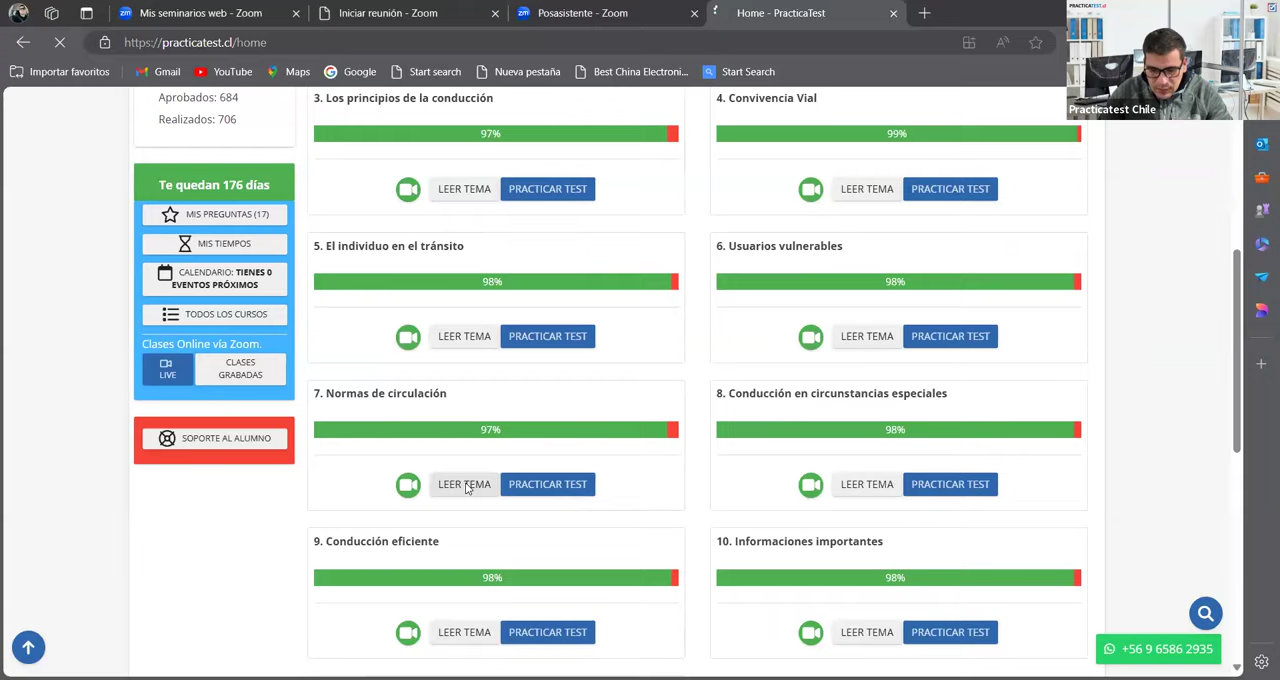 Mis seminarios web - Zoom
Iniciar reunión - Zoom
Posasistente - Zoom
Home - PracticaTest
https://practicatest.cl/home
Importar favoritos
Gmail
YouTube
Maps
Google
Start search
Nueva pestaña
Best China Electroni...
Start Search
PRACTICATEST.cl
Practicatest Chile
Aprobados: 684
Realizados: 706
Te quedan 176 días
MIS PREGUNTAS (17)
MIS TIEMPOS
CALENDARIO: TIENES 0
EVENTOS PRÓXIMOS
TODOS LOS CURSOS
Clases Online vía Zoom.
LIVE
CLASES
GRABADAS
SOPORTE AL ALUMNO
3. Los principios de la conducción
97%
LEER TEMA
PRACTICAR TEST
4. Convivencia Vial
99%
LEER TEMA
PRACTICAR TEST
5. El individuo en el tránsito
98%
LEER TEMA
PRACTICAR TEST
6. Usuarios vulnerables
98%
LEER TEMA
PRACTICAR TEST
7. Normas de circulación
97%
LEER TEMA
PRACTICAR TEST
8. Conducción en circunstancias especiales
98%
LEER TEMA
PRACTICAR TEST
9. Conducción eficiente
98%
LEER TEMA
PRACTICAR TEST
10. Informaciones importantes
98%
LEER TEMA
PRACTICAR TEST
+56 9 6586 2935